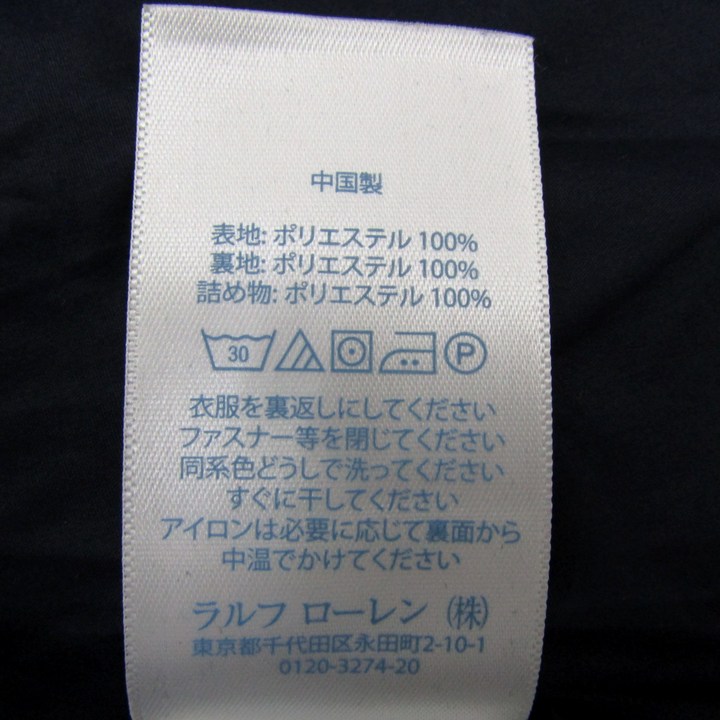 中国製
表地: ポリエステル 100%
裏地: ポリエステル 100%
詰め物: ポリエステル 100%
30 P
衣服を裏返しにしてください
ファスナー等を閉じてください
同系色どうしで洗ってください
すぐに干してください
アイロンは必要に応じて裏面から
中温でかけてください
ラルフ ローレン (株)
東京都千代田区永田町2-10-1
0120-3274-20